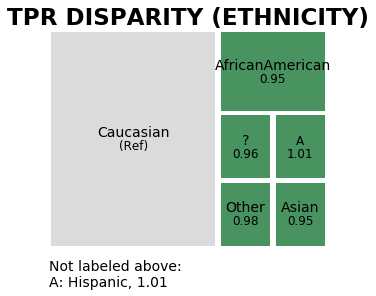 TPR DISPARITY (ETHNICITY)
Caucasian
(Ref)
AfricanAmerican
0.95
?
0.96
A
1.01
Other
0.98
Asian
0.95
Not labeled above:
A: Hispanic, 1.01